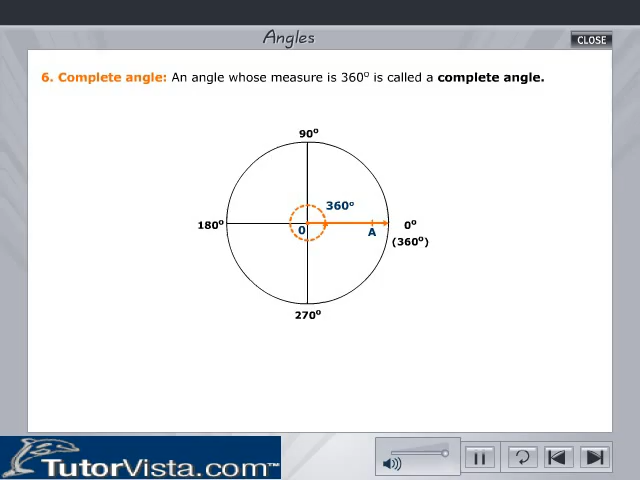 Angles
CLOSE
6. Complete angle: An angle whose measure is 360° is called a complete angle.
90°
360°
180°
0
A
0°
(360°)
270°
TutorVista.com™